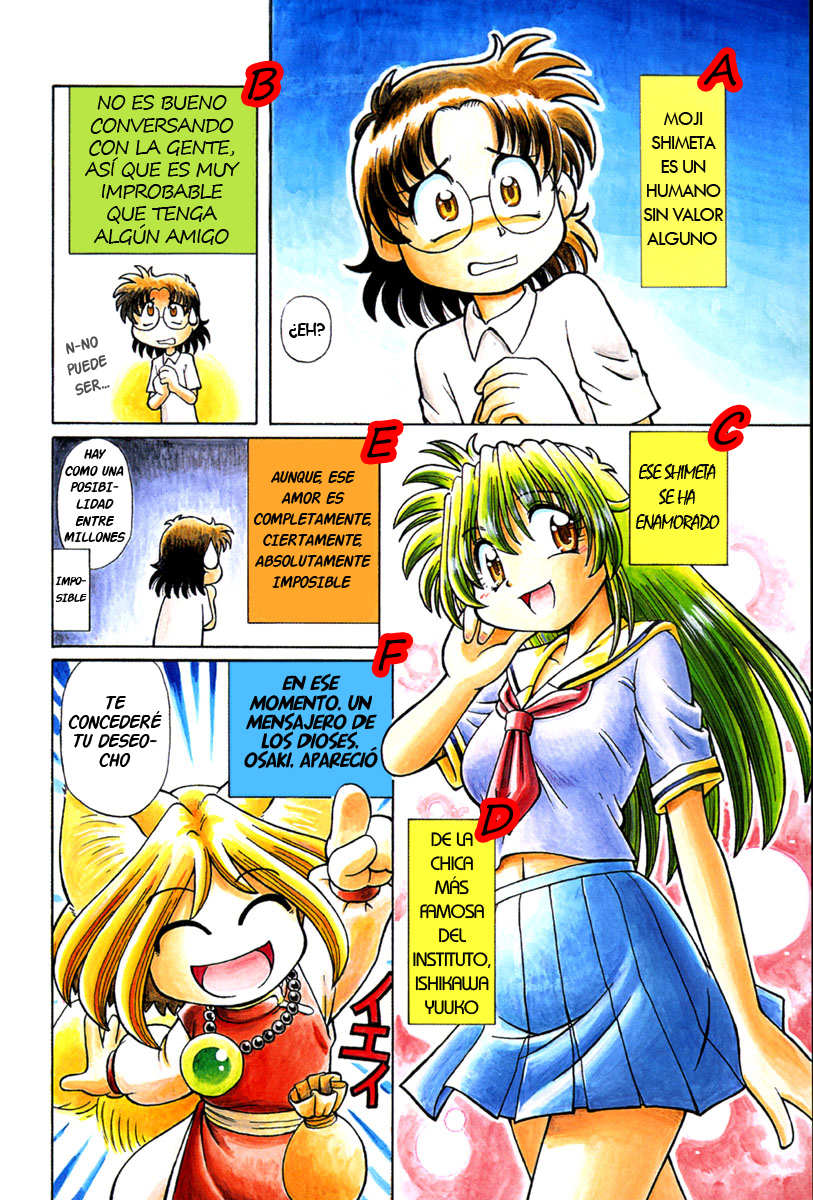 A
MOJI
SHIMETA
ES UN
HUMANO
SIN VALOR
ALGUNO
¿EH?
B
NO ES BUENO
CONVERSANDO
CON LA GENTE,
ASÍ QUE ES MUY
IMPROBABLE
QUE TENGA
ALGÚN AMIGO
N-NO
PUEDE
SER...
C
ESE SHIMETA
SE HA
ENAMORADO
D
DE LA
CHICA
MÁS
FAMOSA
DEL
INSTITUTO,
ISHIKAWA
YUUKO
E
AUNQUE, ESE
AMOR ES
COMPLETAMENTE,
CIERTAMENTE,
ABSOLUTAMENTE
IMPOSIBLE
HAY
COMO UNA
POSIBI-
LIDAD
ENTRE
MILLONES
IMPO-
SIBLE
F
EN ESE
MOMENTO, UN
MENSAJERO DE
LOS DIOSES,
OSAKI, APARECIÓ
TE
CONCEDERÉ
TU DESEO-
CHO
イエイ